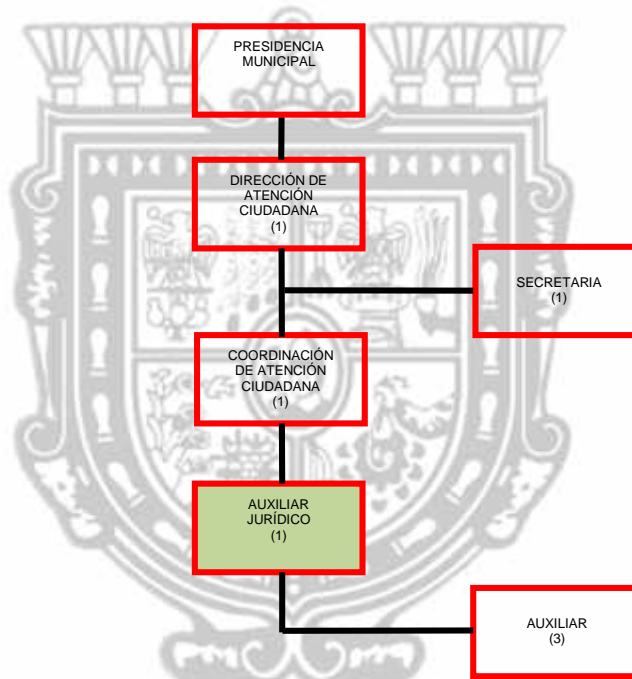 PRESIDENCIA
MUNICIPAL
DIRECCIÓN DE
ATENCIÓN
CIUDADANA
(1)
SECRETARIA
(1)
COORDINACIÓN
DE ATENCIÓN
CIUDADANA
(1)
AUXILIAR
JURÍDICO
(1)
AUXILIAR
(3)